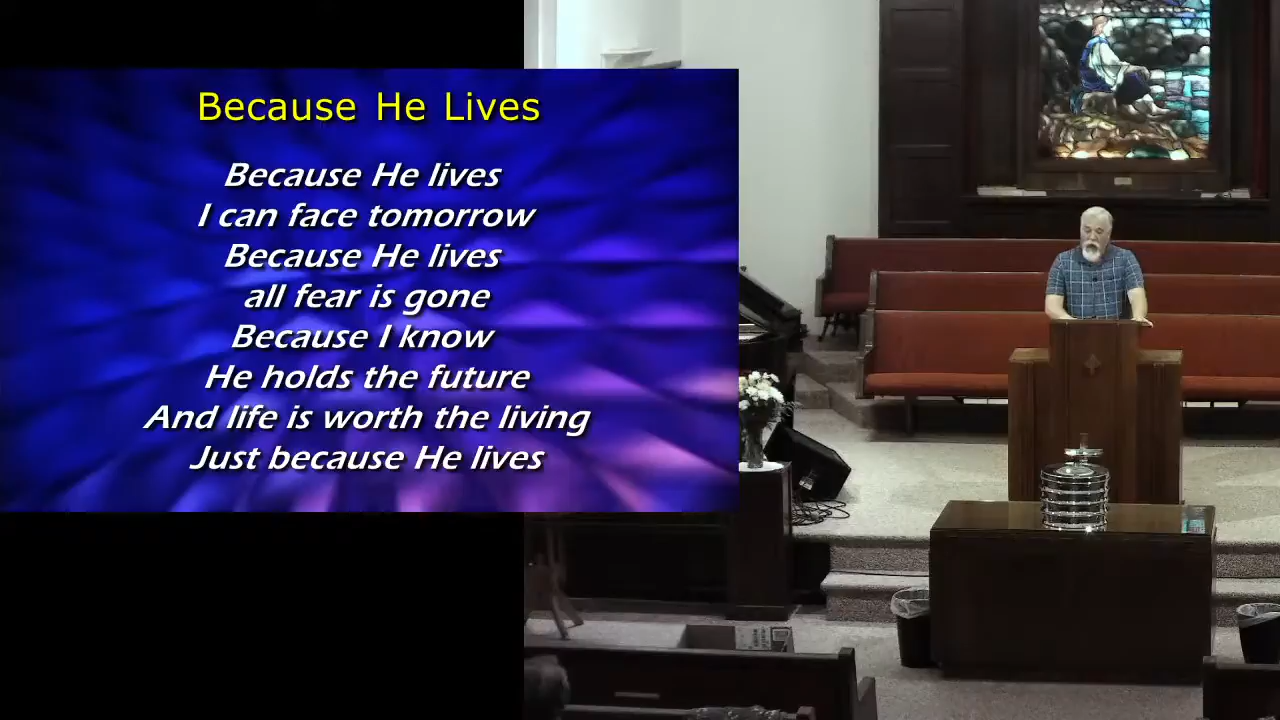 Because He Lives
Because He lives
I can face tomorrow
Because He lives
all fear is gone
Because I know
He holds the future
And life is worth the living
Just because He lives